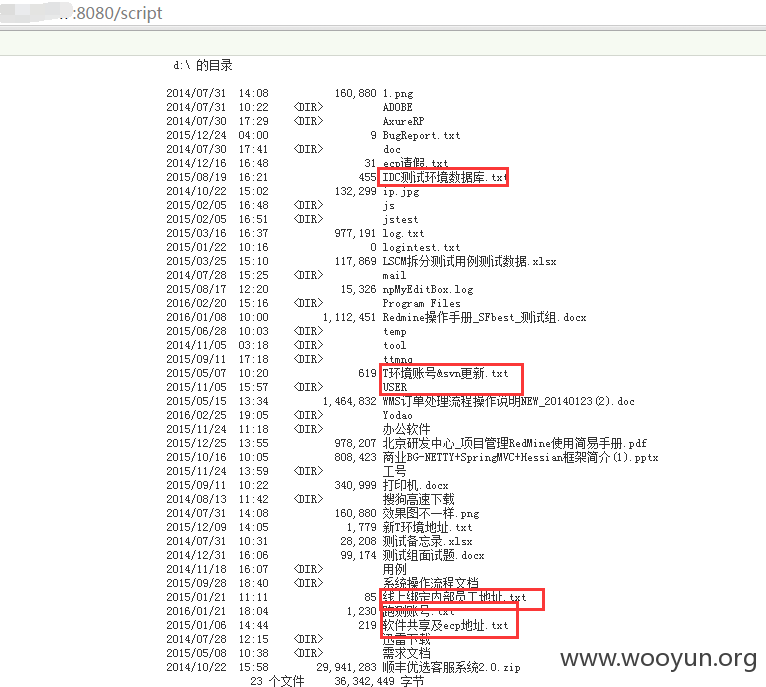 :8080/script
d:\ 的目录
2014/07/31 14:08 160,880 1.png
2014/07/31 10:22 <DIR> ADOBE
2014/07/30 17:29 <DIR> AxureRP
2015/12/24 04:00 9 BugReport.txt
2014/07/30 17:41 <DIR> doc
2014/12/16 16:48 31 ecp请假.txt
2015/08/19 16:21 455 IDC测试环境数据库.txt
2014/10/22 15:02 132,299 ip.jpg
2015/02/05 16:48 <DIR> js
2015/02/05 16:51 <DIR> jstest
2015/03/16 16:37 977,191 log.txt
2015/01/22 10:16 0 logintest.txt
2015/03/25 15:10 117,869 LSCM拆分测试用例测试数据.xlsx
2014/07/28 15:25 <DIR> mail
2015/08/17 12:20 15,326 npMyEditBox.log
2016/02/20 15:16 <DIR> Program Files
2016/01/08 10:00 1,112,451 Redmine操作手册_SFbest_测试组.docx
2015/06/28 10:03 <DIR> temp
2014/11/05 03:18 <DIR> tool
2015/09/11 17:18 <DIR> ttmnq
2015/05/07 10:20 619 T环境账号&svn更新.txt
2015/11/05 15:57 <DIR> USER
2015/05/15 13:34 1,464,832 WMS订单处理流程操作说明NEW_20140123(2).doc
2016/02/25 19:05 <DIR> Yodao
2015/11/24 11:18 <DIR> 办公软件
2015/12/25 13:55 978,207 北京研发中心_项目管理RedMine使用简易手册.pdf
2015/10/16 10:05 808,423 商业BG-NETTY+SpringMVC+Hessian框架简介(1).pptx
2015/11/24 13:59 <DIR> 工号
2015/09/11 10:22 340,999 打印机.docx
2014/08/13 11:42 <DIR> 搜狗高速下载
2014/07/31 14:08 160,880 效果图不一样.png
2015/12/09 14:05 1,779 新T环境地址.txt
2014/07/31 10:31 28,208 测试备忘录.xlsx
2014/12/31 16:06 99,174 测试组面试题.docx
2014/11/18 16:07 <DIR> 用例
2015/09/28 18:40 <DIR> 系统操作流程文档
2015/01/21 11:11 85 线上绑定内部员工地址.txt
2016/01/21 18:04 1,230 跑测账号.txt
2015/01/06 14:44 219 软件共享及ecp地址.txt
2014/07/28 12:15 <DIR> 迅雷下载
2015/05/08 10:38 <DIR> 需求文档
2014/10/22 15:58 29,941,283 顺丰优选客服系统2.0.zip
23 个文件 36,342,449 字节
www.wooyun.org